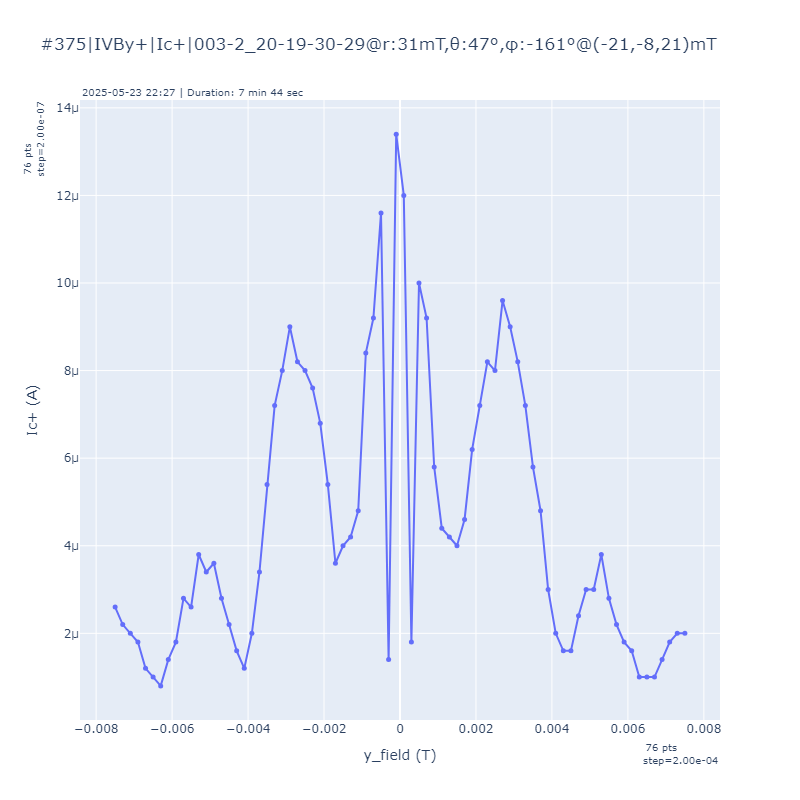 #375|IVBy+|Ic+|003-2_20-19-30-29@r:31mT,θ:47°,φ:-161°@(-21,-8,21)mT
2025-05-23 22:27 | Duration: 7 min 44 sec
76 pts
step=2.00e-07
14μ
12μ
10μ
8μ
6μ
4μ
2μ
Ic+ (A)
−0.008
−0.006
−0.004
−0.002
0
0.002
0.004
0.006
0.008
y_field (T)
76 pts
step=2.00e-04